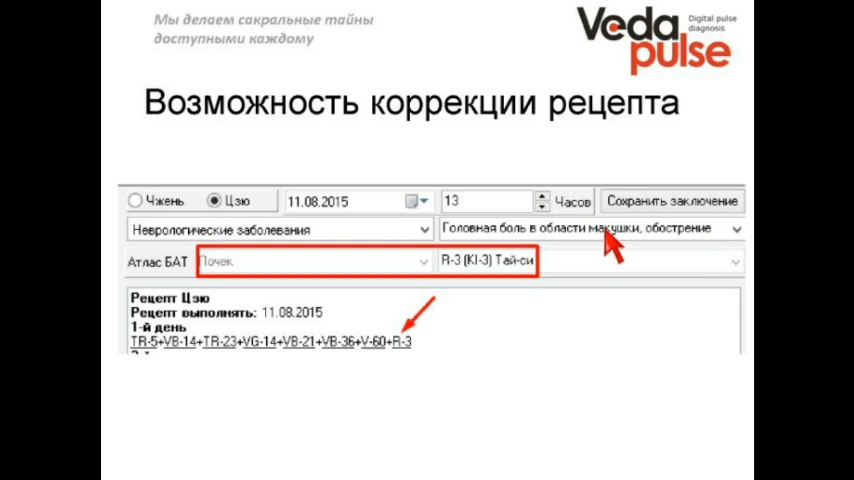 Мы делаем сакральные тайны
доступными каждому
Veda pulse
Digital pulse
diagnosis
Возможность коррекции рецепта
Чжень Цзю 11.08.2015 13 Часов Сохранить заключение
Неврологические заболевания Головная боль в области макушки, обострение
Атлас БАТ Почек R-3 (KI-3) Тай-си
Рецепт Цзю
Рецепт выполнять: 11.08.2015
1-й день
TR-5+VB-14+TR-23+VG-14+VB-21+VB-36+V-60+R-3